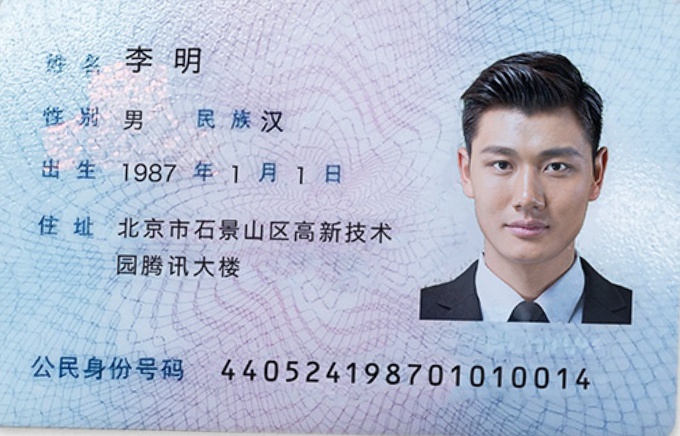 姓名 李明
性别 男 民族 汉
出生 1987 年 1 月 1 日
住址 北京市石景山区高新技术
园腾讯大楼
公民身份号码 440524198701010014